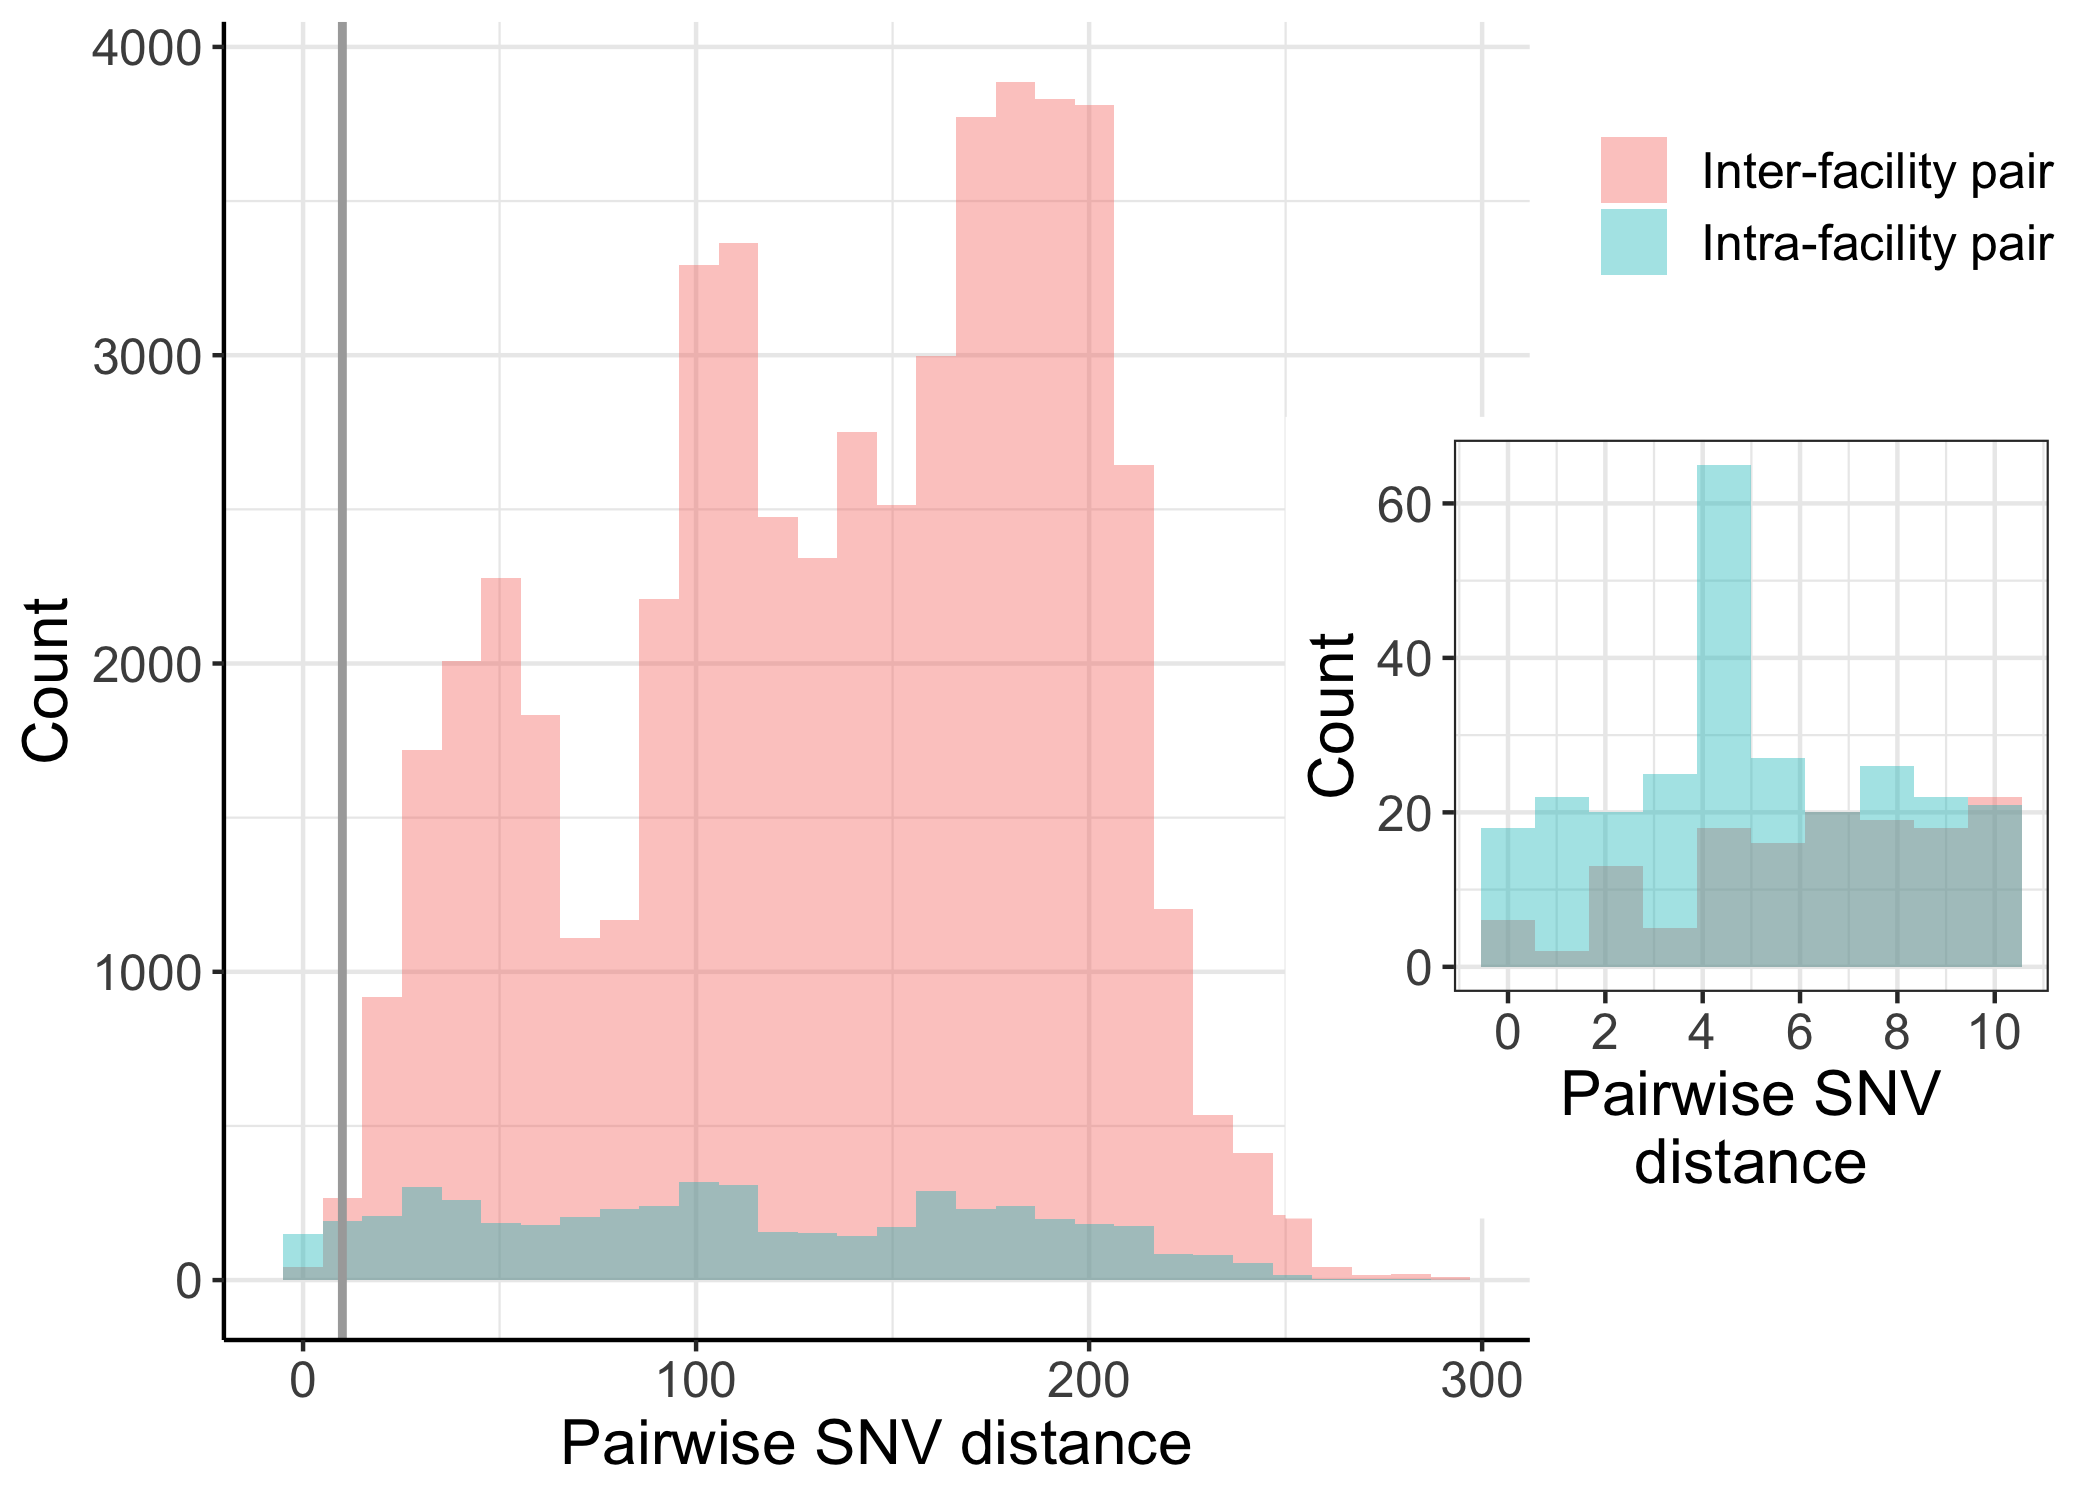 4000
3000
2000
1000
0
Count
0 100 200 300
Pairwise SNV distance
Inter-facility pair
Intra-facility pair
60
40
20
0
Count
0 2 4 6 8 10
Pairwise SNV
distance